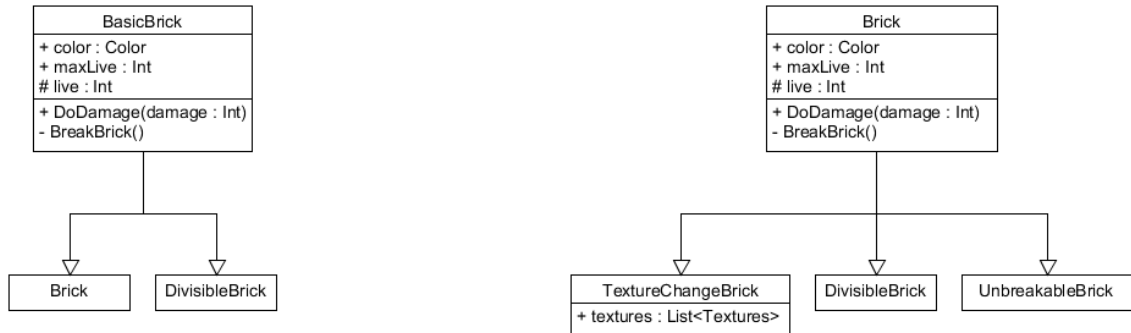 BasicBrick
+ color : Color
+ maxLive : Int
# live : Int
+ DoDamage(damage : Int)
- BreakBrick()
Brick
DivisibleBrick
Brick
+ color : Color
+ maxLive : Int
# live : Int
+ DoDamage(damage : Int)
- BreakBrick()
TextureChangeBrick
+ textures : List<Textures>
DivisibleBrick
UnbreakableBrick